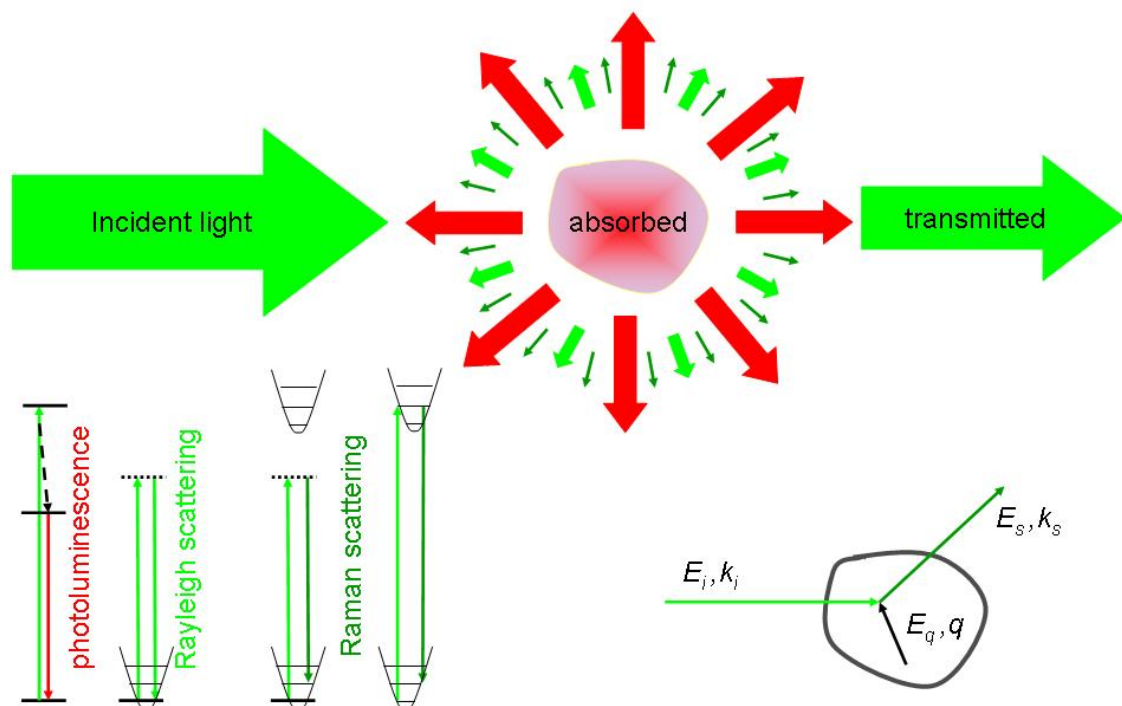 Incident light
absorbed
transmitted
photoluminescence
Rayleigh scattering
Raman scattering
E_i, k_i
E_s, k_s
E_q, q